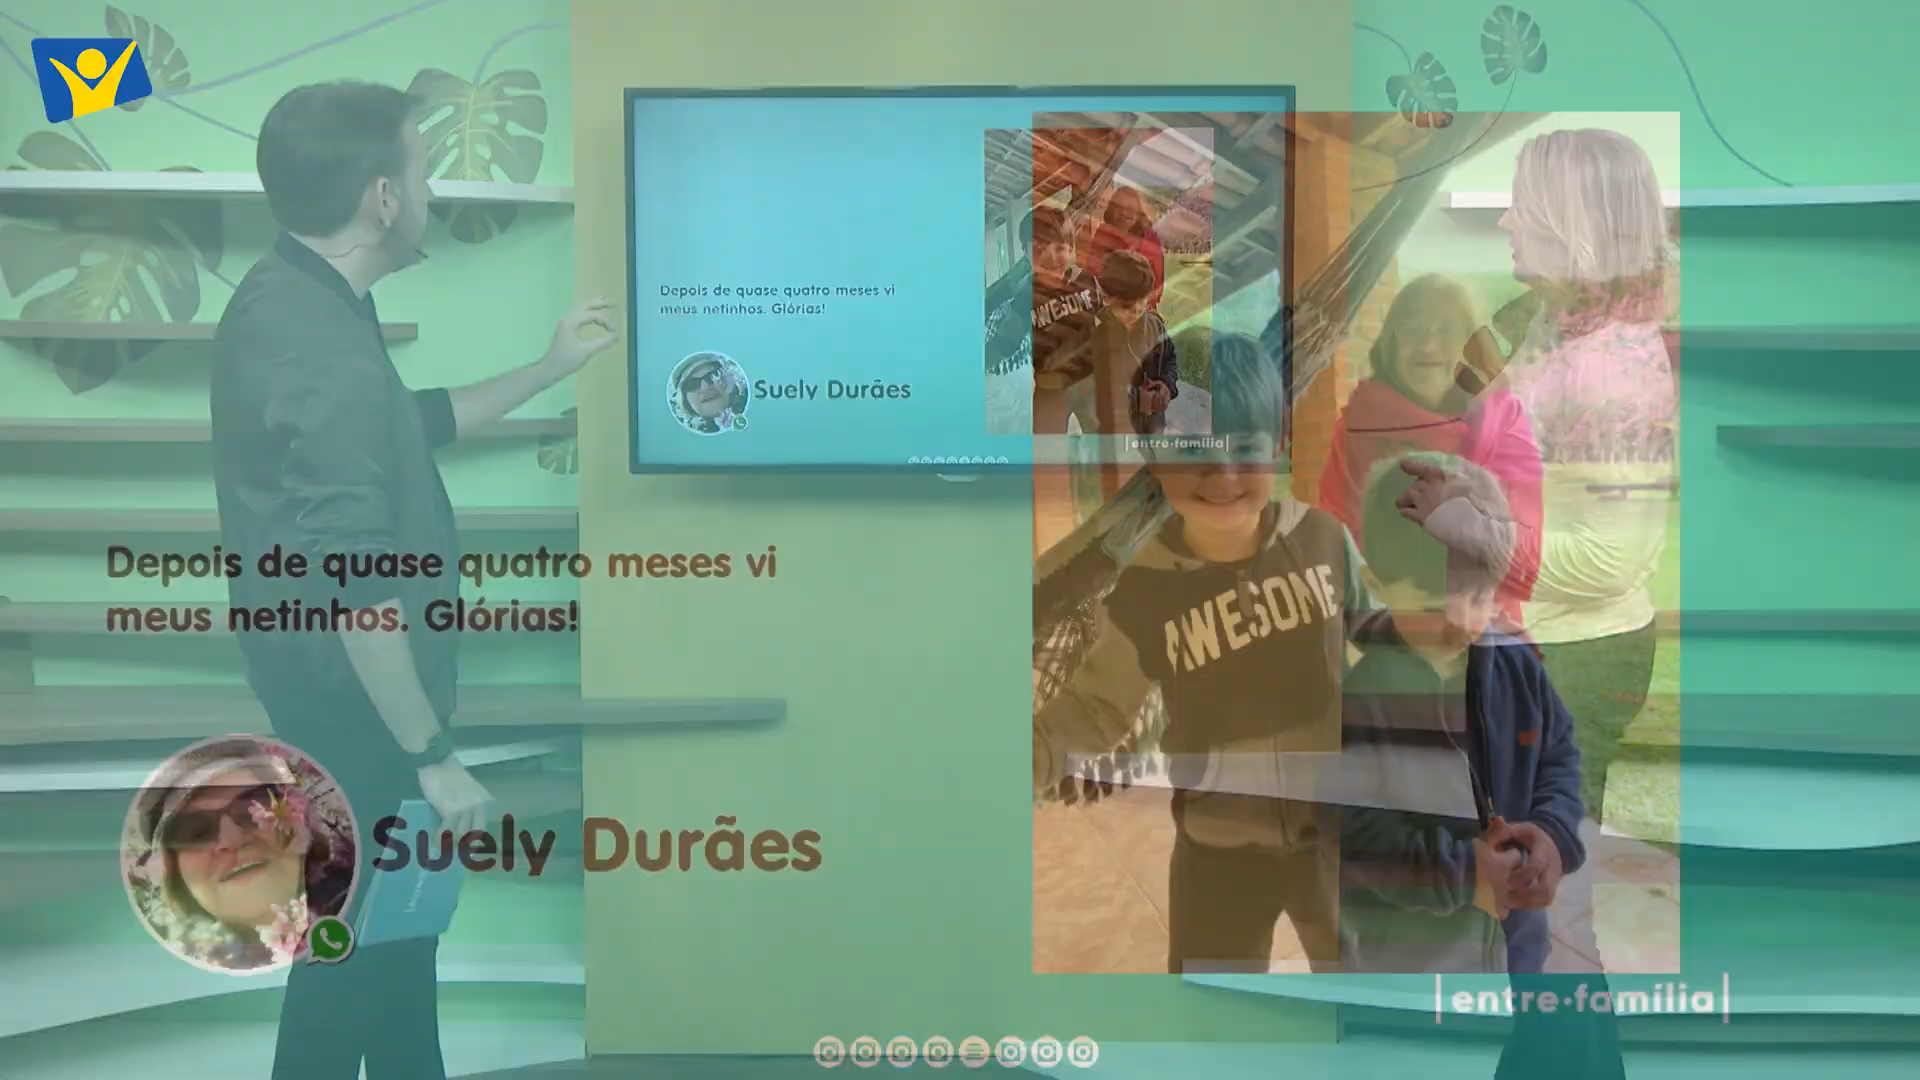 Depois de quase quatro meses vi
meus netinhos. Glórias!
Suely Durães
|entre·família|
AWESOME
Depois de quase quatro meses vi
meus netinhos. Glórias!
Suely Durães
AWESOME
|entre·família|